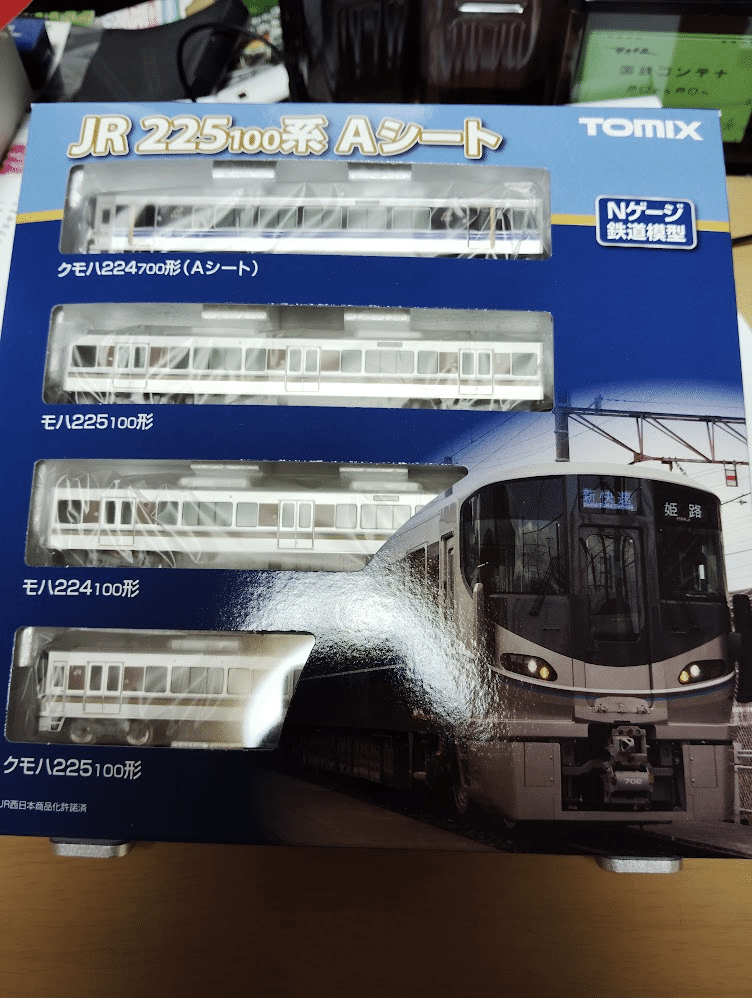 JR 225 100系 Aシート
TOMIX
Nゲージ
鉄道模型
クモハ224 700形(Aシート)
モハ225 100形
モハ224 100形
クモハ225 100形
JR西日本商品化許諾済
新快速
姫路
702